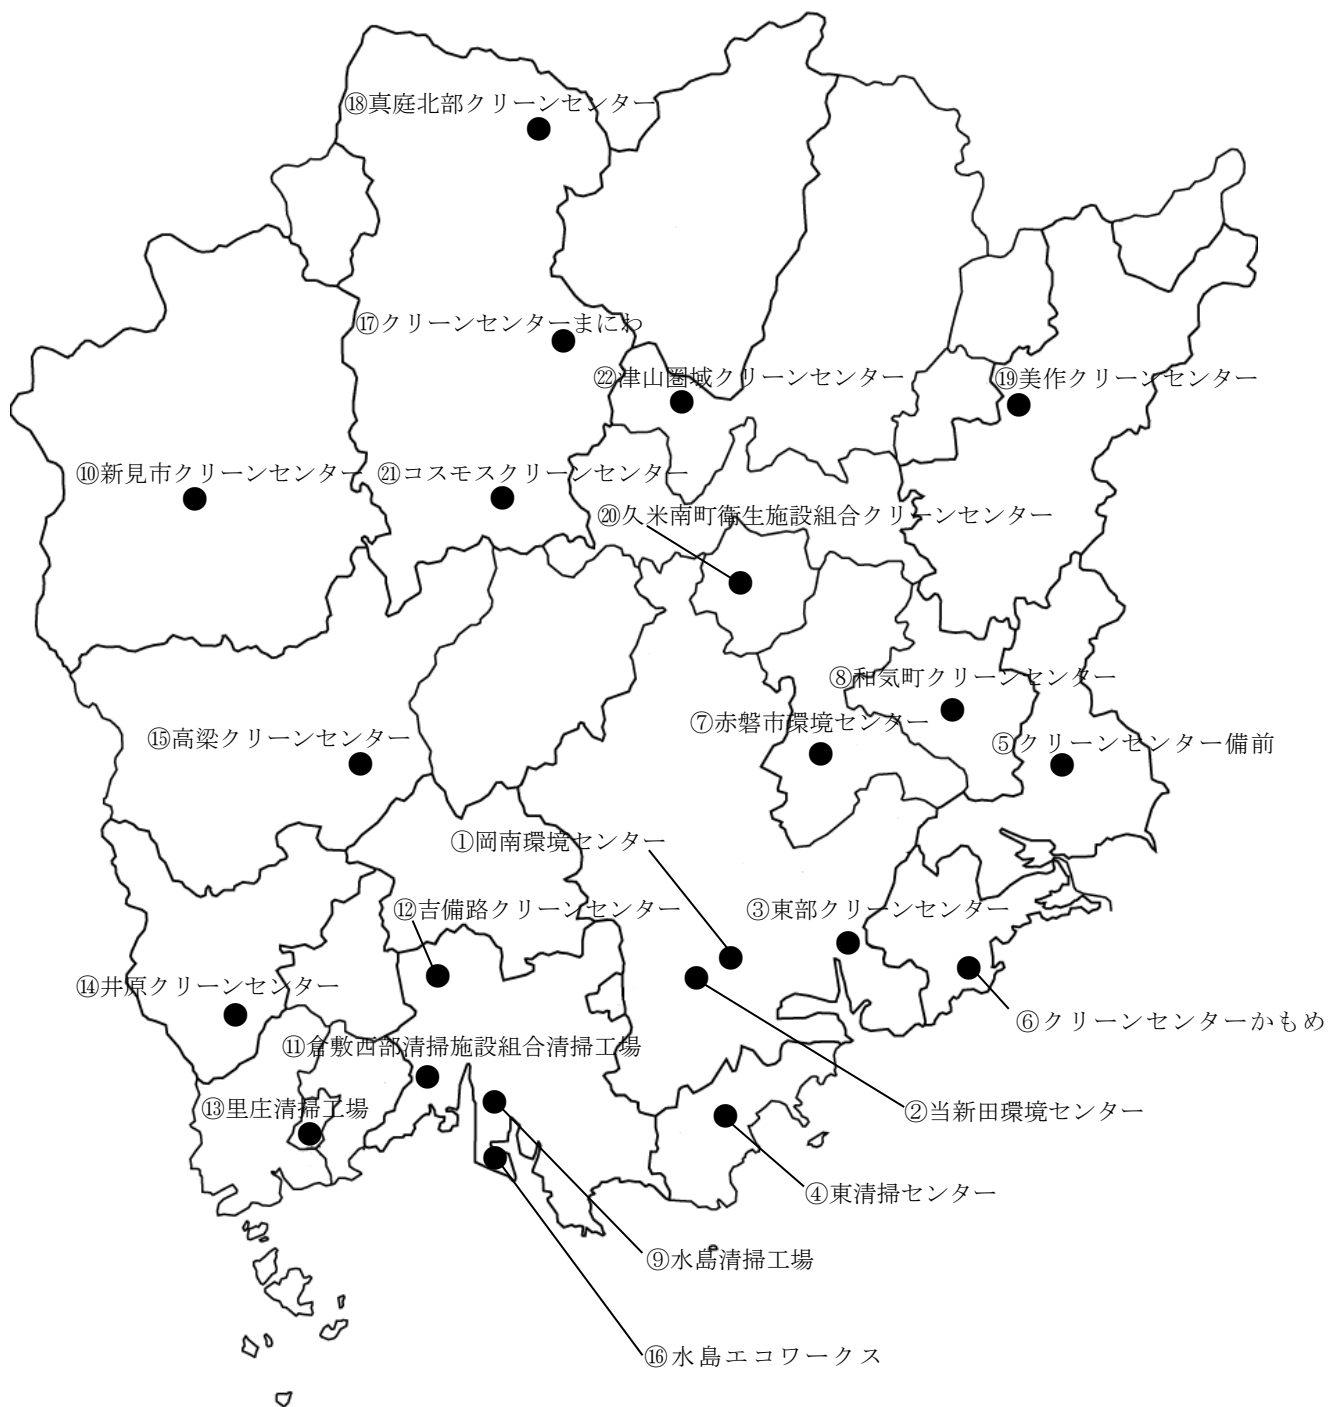 ⑱真庭北部クリーンセンター
⑰クリーンセンターまにわ
㉒津山圏域クリーンセンター
⑲美作クリーンセンター
⑩新見市クリーンセンター
㉑コスモスクリーンセンター
⑳久米南町衛生施設組合クリーンセンター
⑧和気町クリーンセンター
⑦赤磐市環境センター
⑮高梁クリーンセンター
⑤クリーンセンター備前
①岡南環境センター
⑫吉備路クリーンセンター
③東部クリーンセンター
⑭井原クリーンセンター
⑥クリーンセンターかもめ
⑪倉敷西部清掃施設組合清掃工場
⑬里庄清掃工場
②当新田環境センター
④東清掃センター
⑨水島清掃工場
⑯水島エコワークス